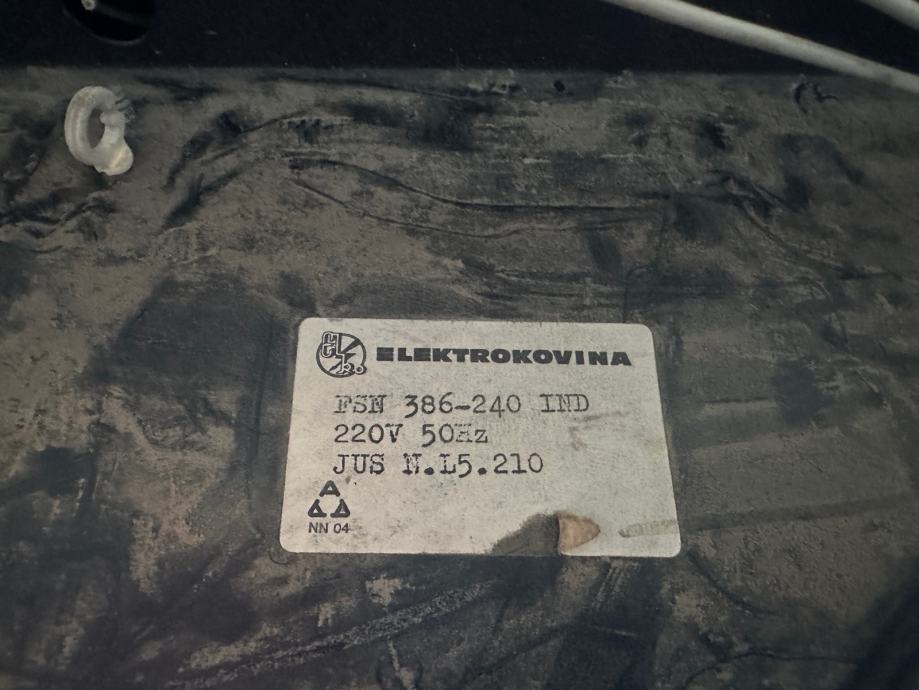 ELEKTROKOVINA
FSN 386-240 IND
220V 50Hz
JUS N.L5.210
A
A A
NN 04